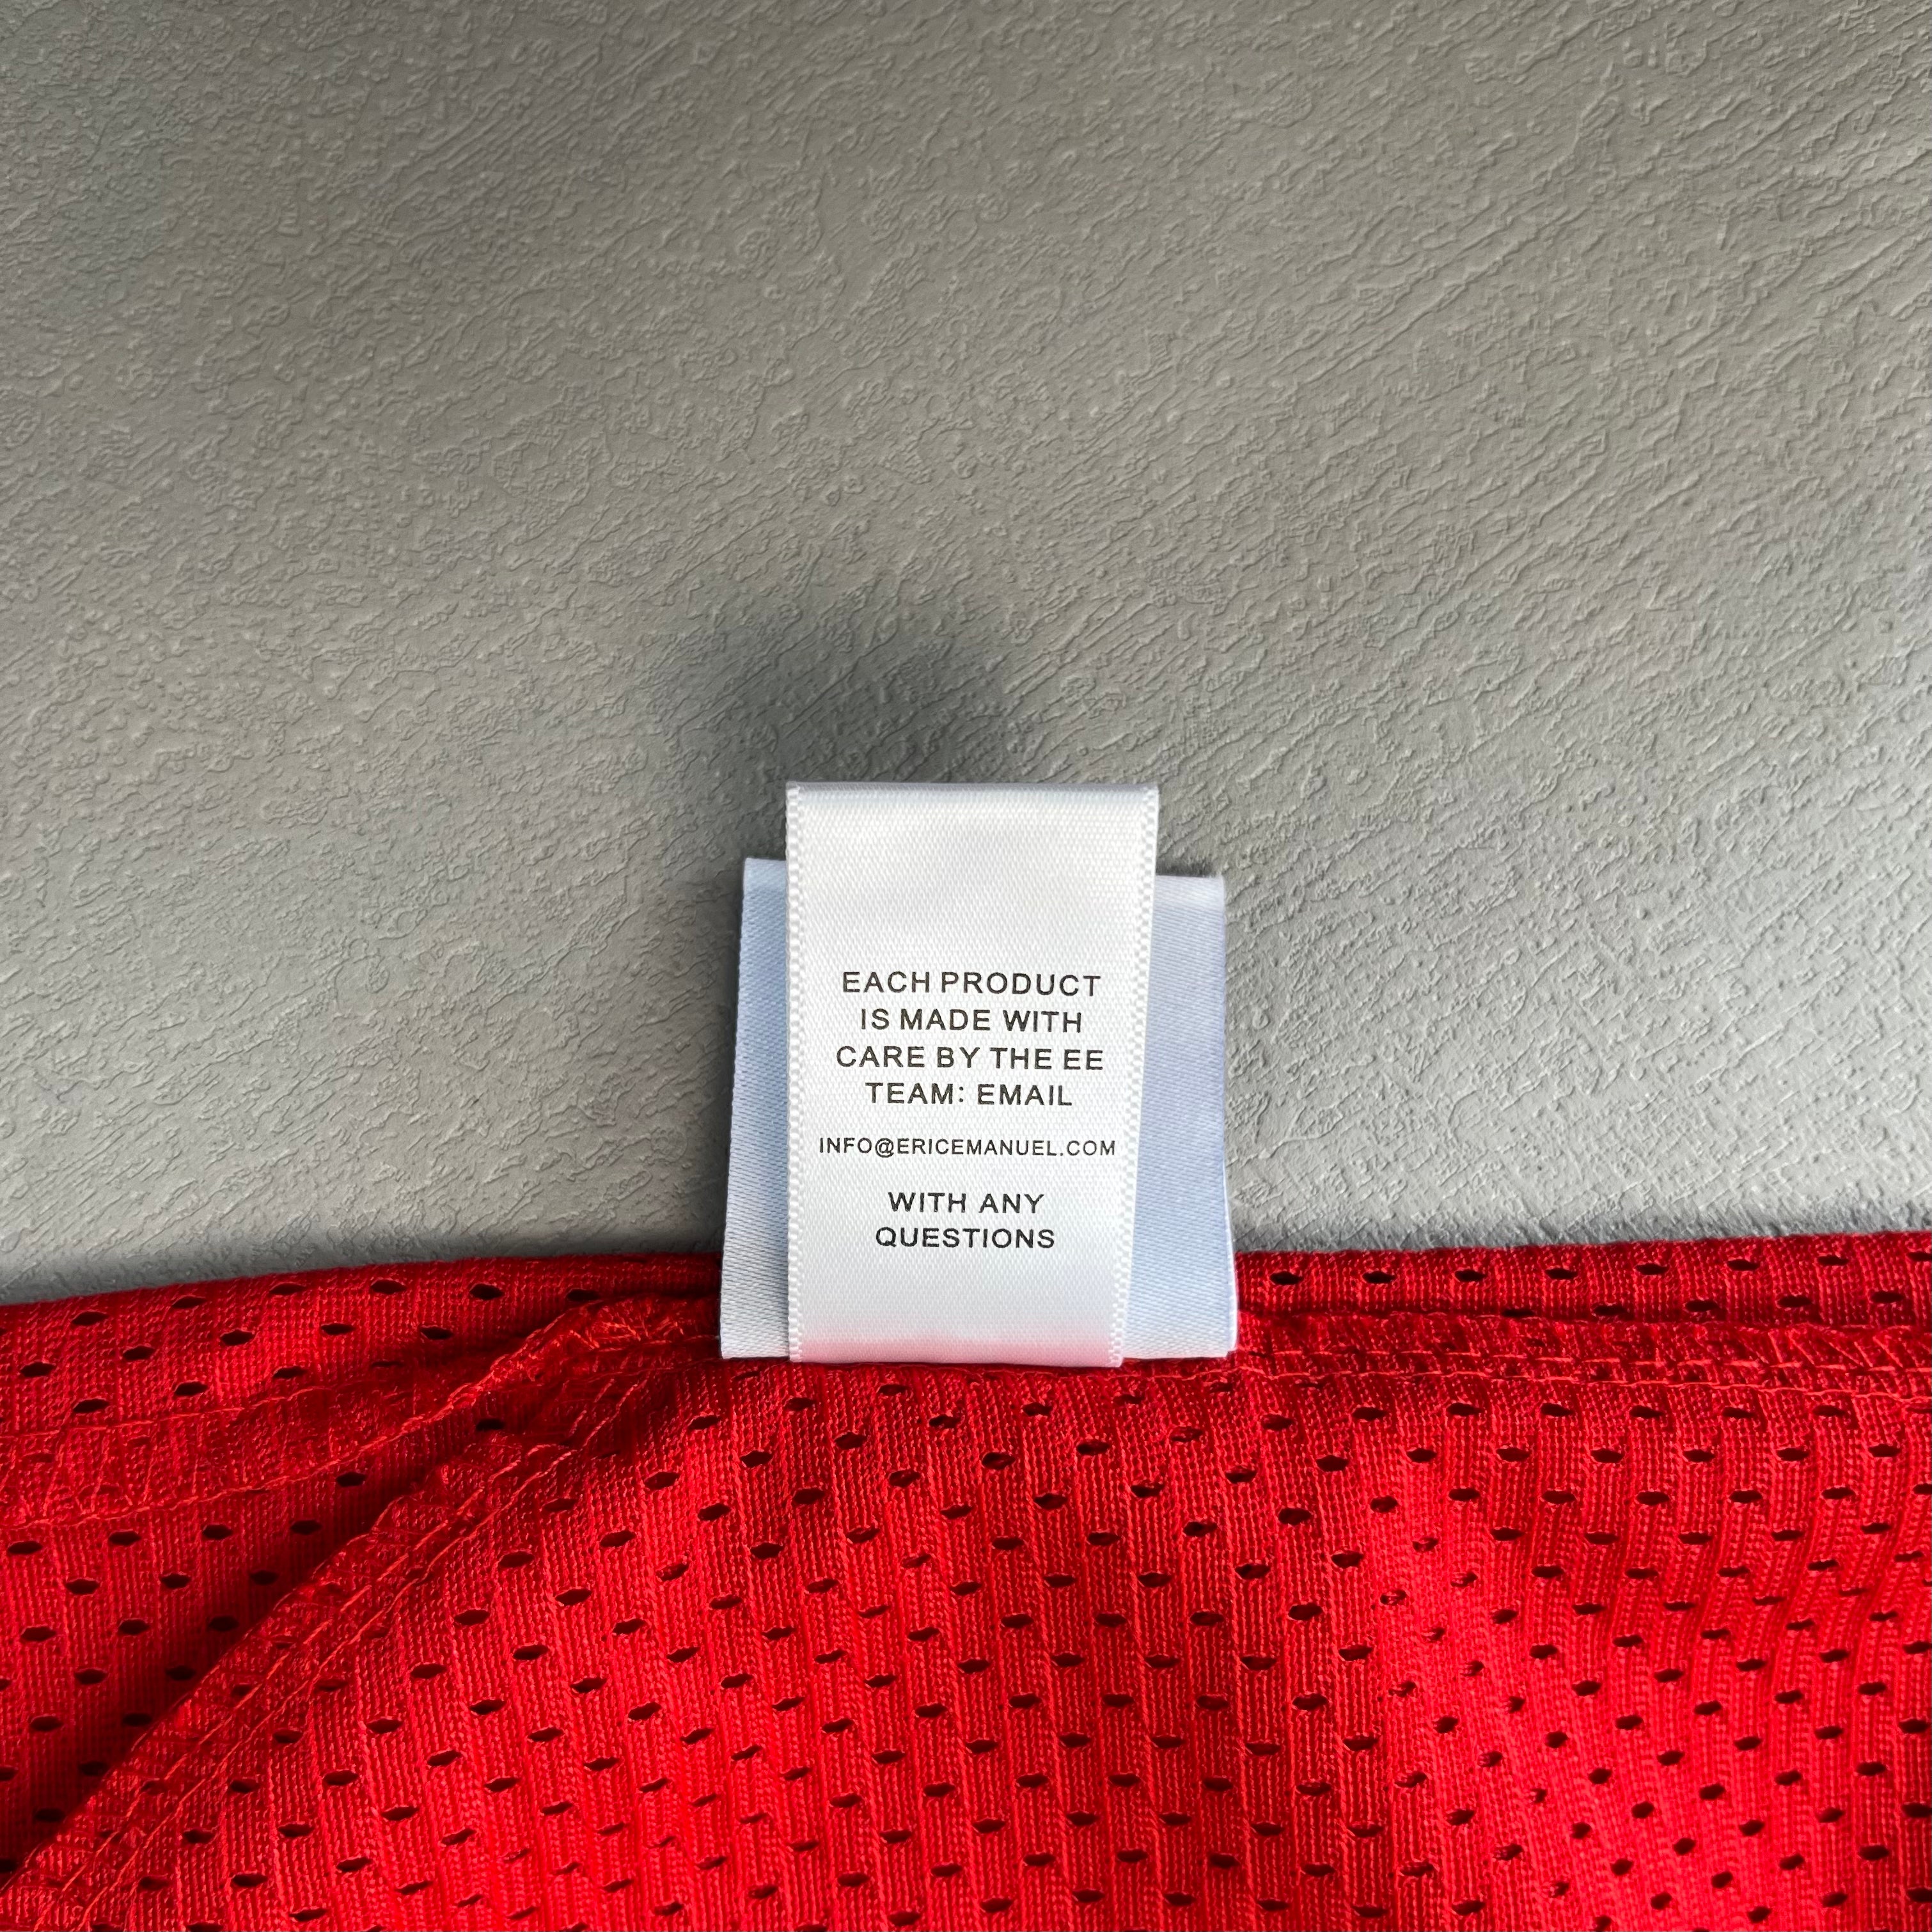 EACH PRODUCT
IS MADE WITH
CARE BY THE EE
TEAM: EMAIL
INFO@ERICEMANUEL.COM
WITH ANY
QUESTIONS